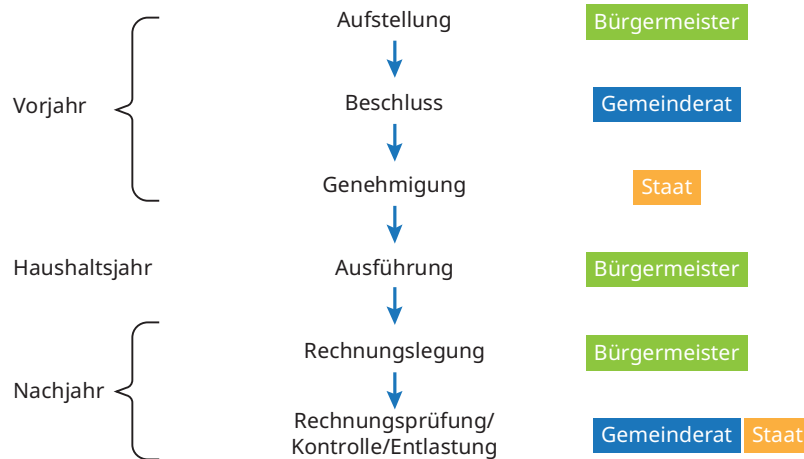 Aufstellung
Bürgermeister
Vorjahr
Beschluss
Gemeinderat
Genehmigung
Staat
Haushaltsjahr
Ausführung
Bürgermeister
Rechnungslegung
Bürgermeister
Nachjahr
Rechnungsprüfung/
Kontrolle/Entlastung
Gemeinderat Staat